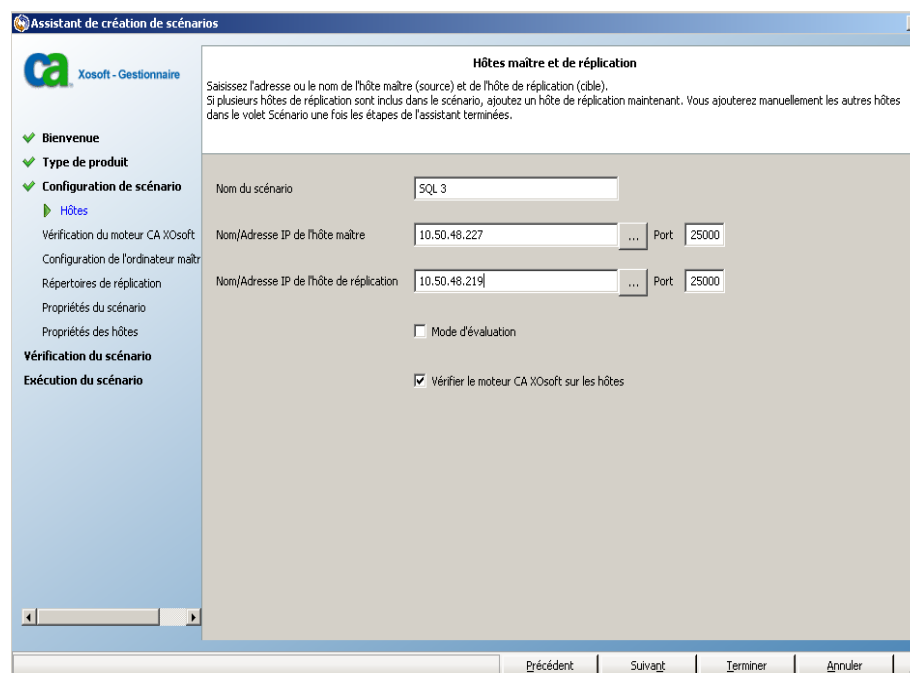 Assistant de création de scénarios
ca
Xosoft - Gestionnaire
Bienvenue
Type de produit
Configuration de scénario
Hôtes
Vérification du moteur CA XOsoft
Configuration de l'ordinateur maîtr
Répertoires de réplication
Propriétés du scénario
Propriétés des hôtes
Vérification du scénario
Exécution du scénario
Hôtes maître et de réplication
Saisissez l'adresse ou le nom de l'hôte maître (source) et de l'hôte de réplication (cible).
Si plusieurs hôtes de réplication sont inclus dans le scénario, ajoutez un hôte de réplication maintenant. Vous ajouterez manuellement les autres hôtes
dans le volet Scénario une fois les étapes de l'assistant terminées.
Nom du scénario SQL 3
Nom/Adresse IP de l'hôte maître 10.50.48.227 ... Port 25000
Nom/Adresse IP de l'hôte de réplication 10.50.48.219 ... Port 25000
Mode d'évaluation
Vérifier le moteur CA XOsoft sur les hôtes
Précédent Suivant Terminer Annuler